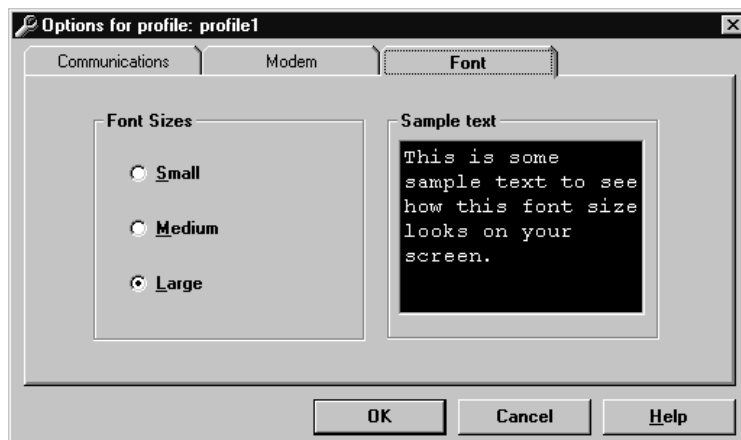 Options for profile: profile1
Communications
Modem
Font
Font Sizes
Small
Medium
Large
Sample text
This is some
sample text to see
how this font size
looks on your
screen.
OK
Cancel
Help